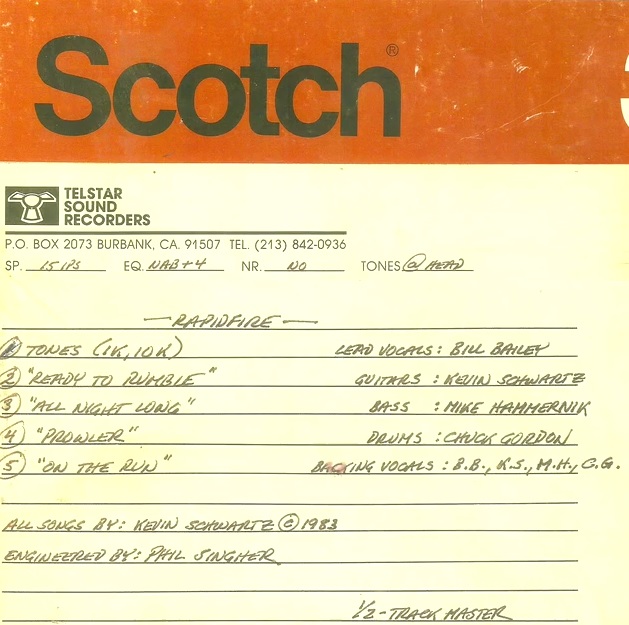 Scotch®
TELSTAR
SOUND
RECORDERS
P.O. BOX 2073 BURBANK, CA. 91507 TEL. (213) 842-0936
SP. 15 IPS EQ. NAB+4 NR. NO TONES @ HEAD
—RAPIDFIRE—
1 TONES (1K, 10K) LEAD VOCALS: BILL BAILEY
2 "READY TO RUMBLE" GUITARS : KEVIN SCHWARTZ
3 "ALL NIGHT LONG" BASS : MIKE HAMMERNIK
4 "PROWLER" DRUMS : CHUCK GORDON
5 "ON THE RUN" BACKING VOCALS : B.B., K.S., M.H., C.G.
ALL SONGS BY: KEVIN SCHWARTZ © 1983
ENGINEERED BY: PHIL SINGHER
1/2-TRACK MASTER